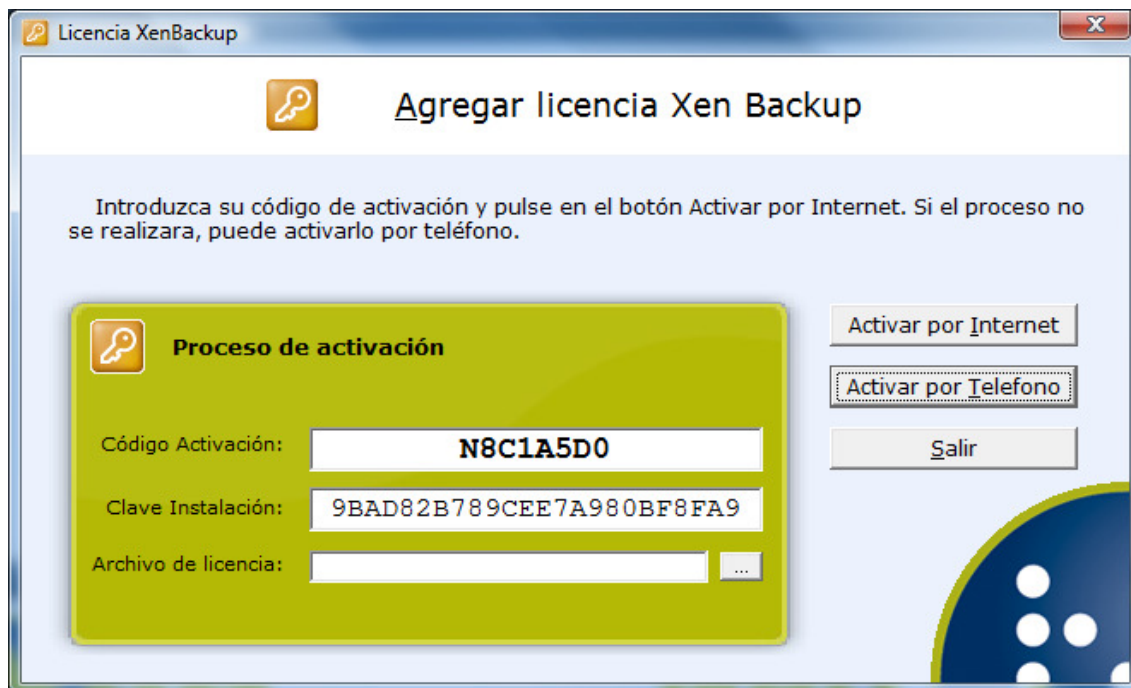 Licencia XenBackup
Agregar licencia Xen Backup
Introduzca su código de activación y pulse en el botón Activar por Internet. Si el proceso no
se realizara, puede activarlo por teléfono.
Proceso de activación
Código Activación:
N8C1A5D0
Clave Instalación:
9BAD82B789CEE7A980BF8FA9
Archivo de licencia:
...
Activar por Internet
Activar por Telefono
Salir